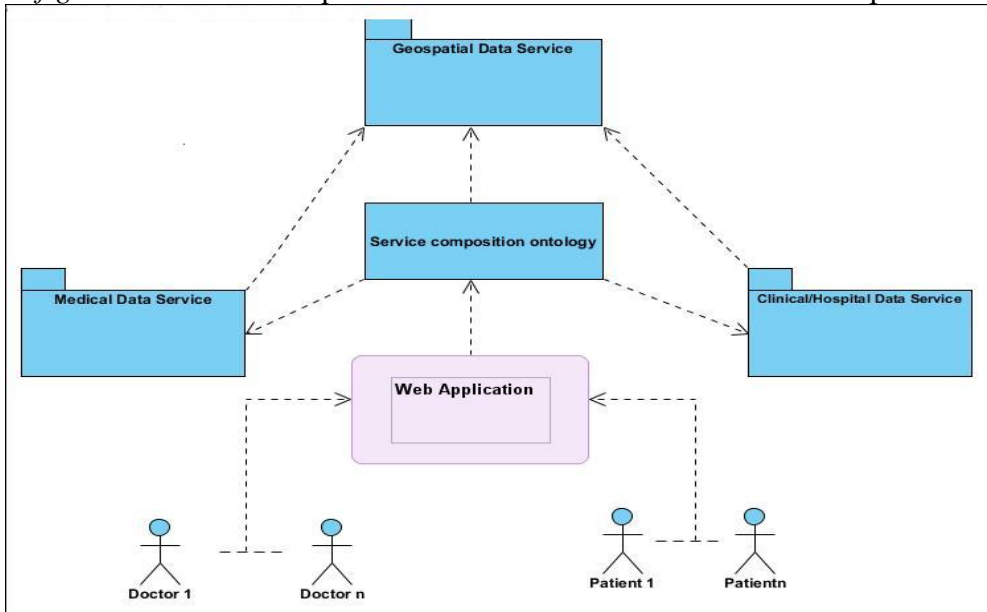 Geospatial Data Service
Service composition ontology
Medical Data Service
Clinical/Hospital Data Service
Web Application
Doctor 1
Doctor n
Patient 1
Patientn